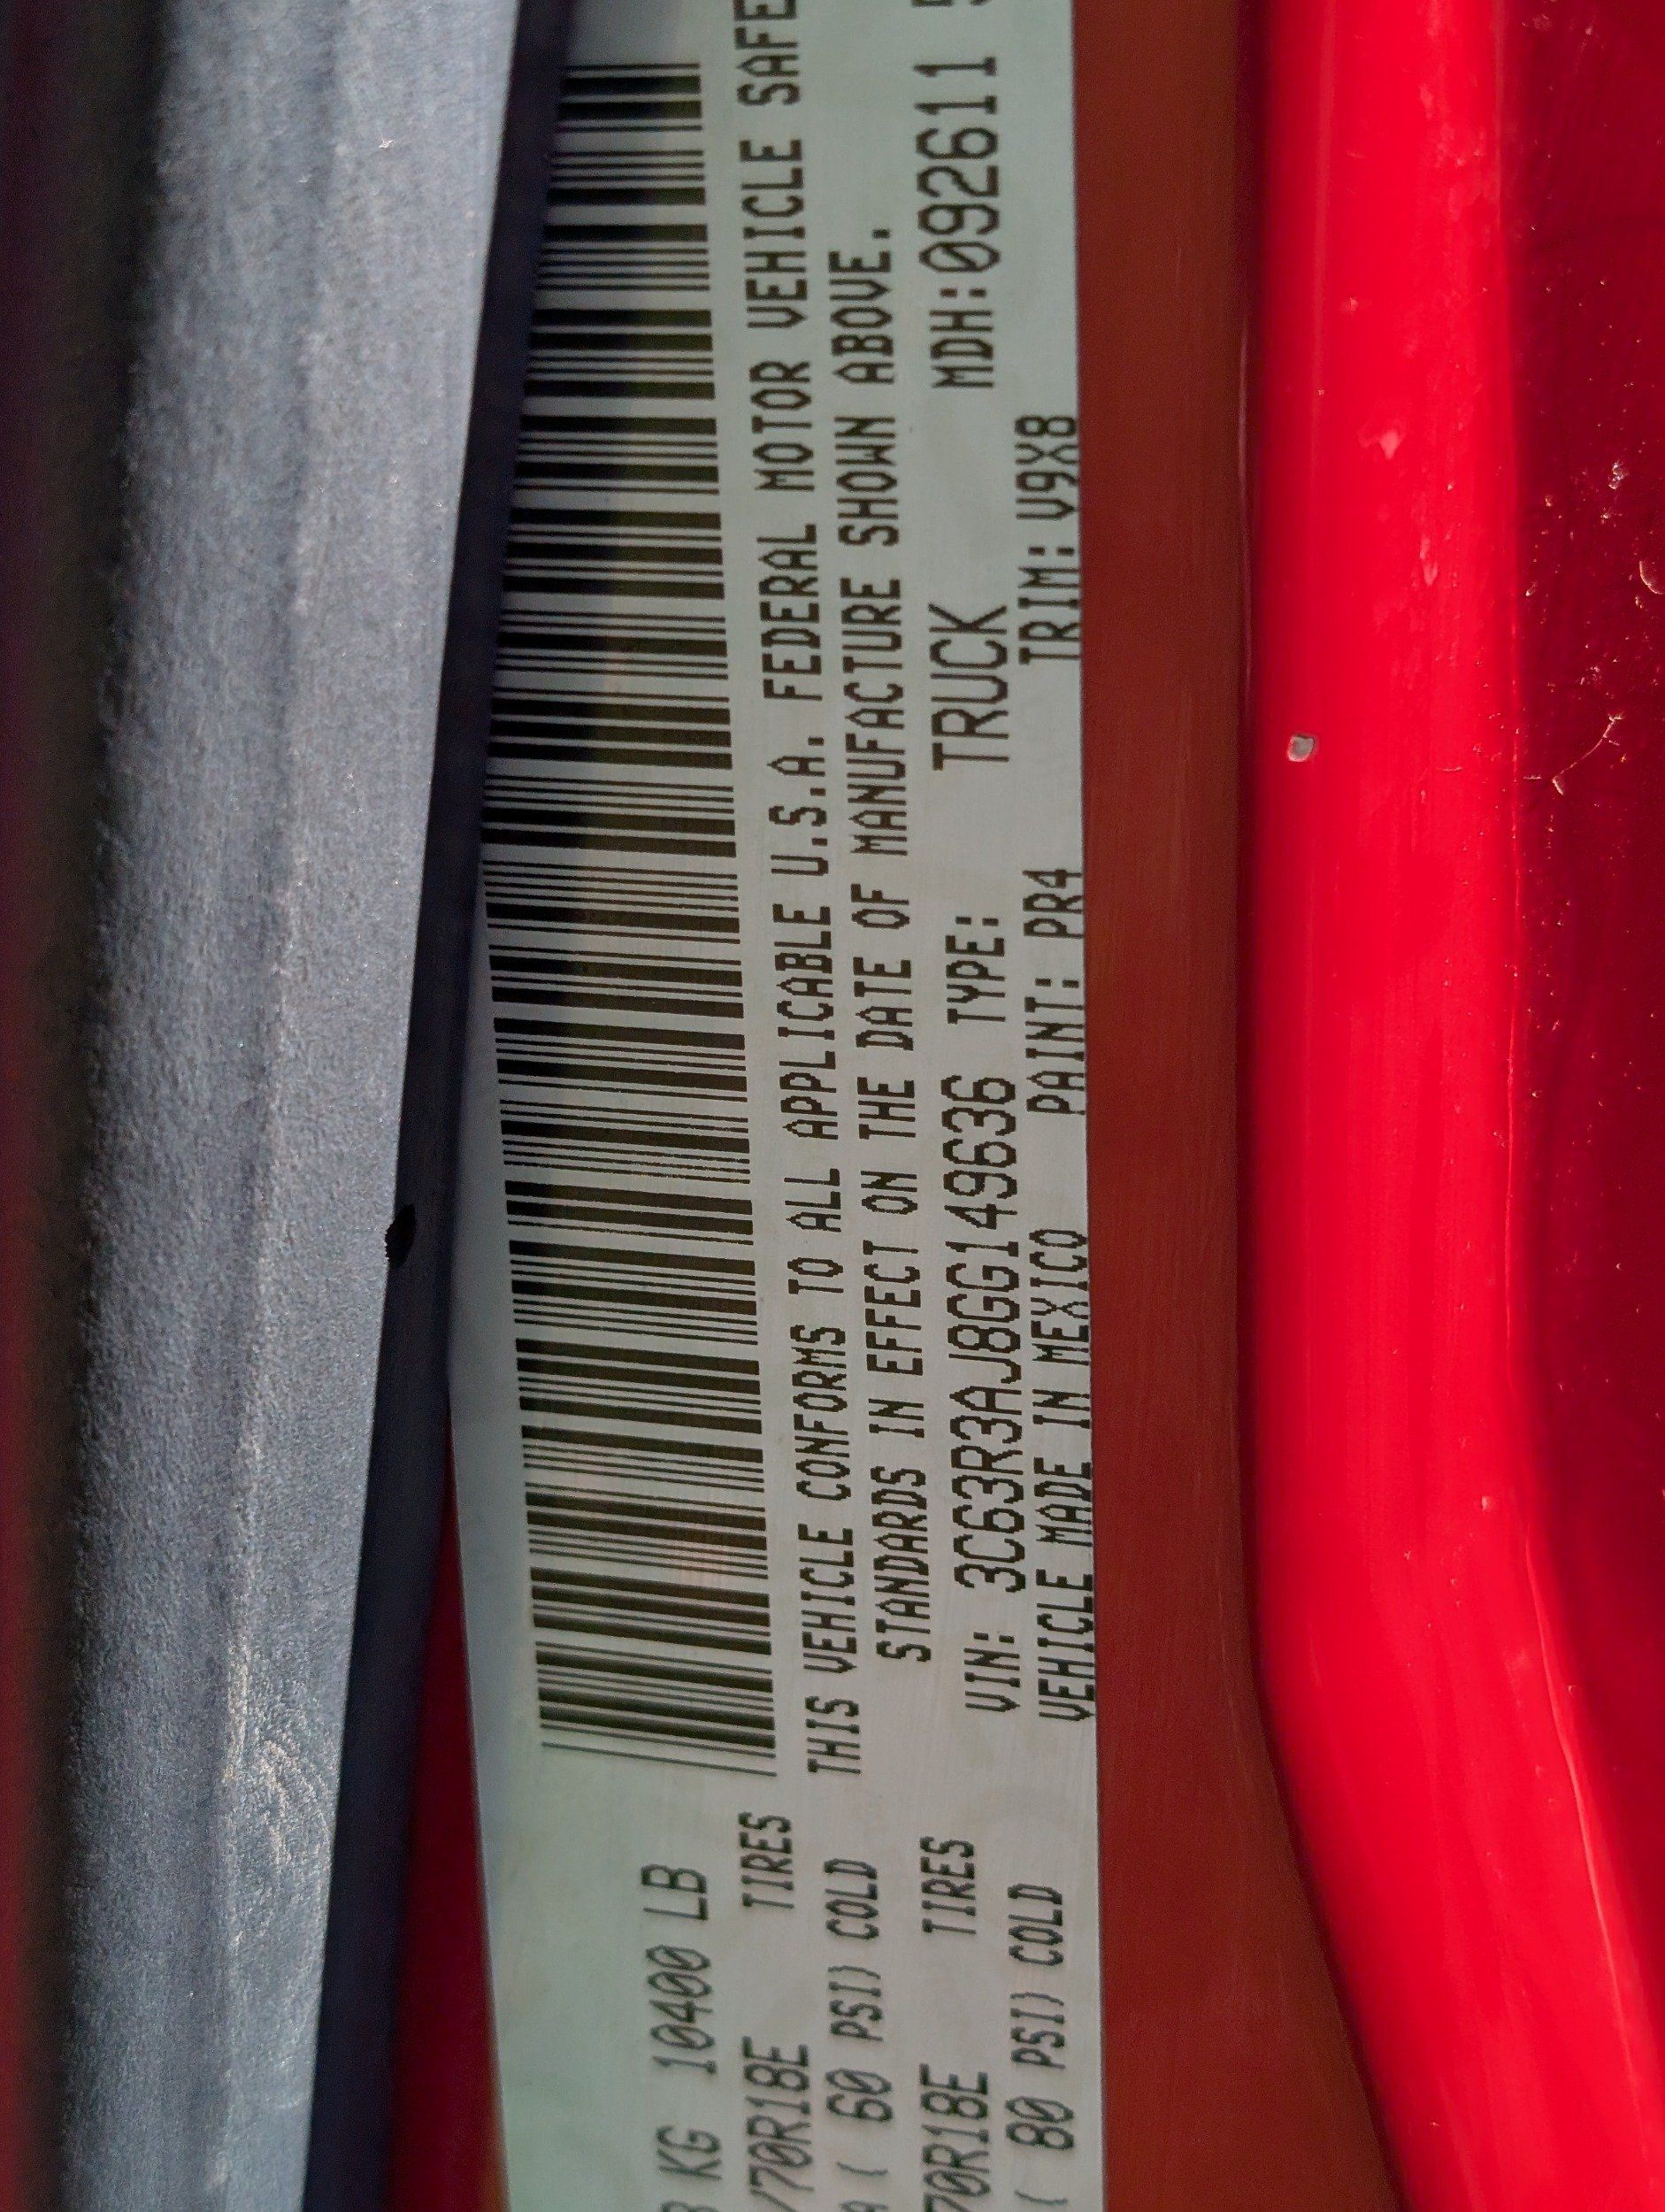 KG 10400 LB
/70R18E TIRES
( 60 PSI) COLD
70R18E TIRES
( 80 PSI) COLD
THIS VEHICLE CONFORMS TO ALL APPLICABLE U.S.A. FEDERAL MOTOR VEHICLE SAFE
STANDARDS IN EFFECT ON THE DATE OF MANUFACTURE SHOWN ABOVE.
VIN: 3C63R3AJ8GG149636 TYPE: TRUCK MDH:092611
VEHICLE MADE IN MEXICO PAINT: PR4 TRIM: V9X8